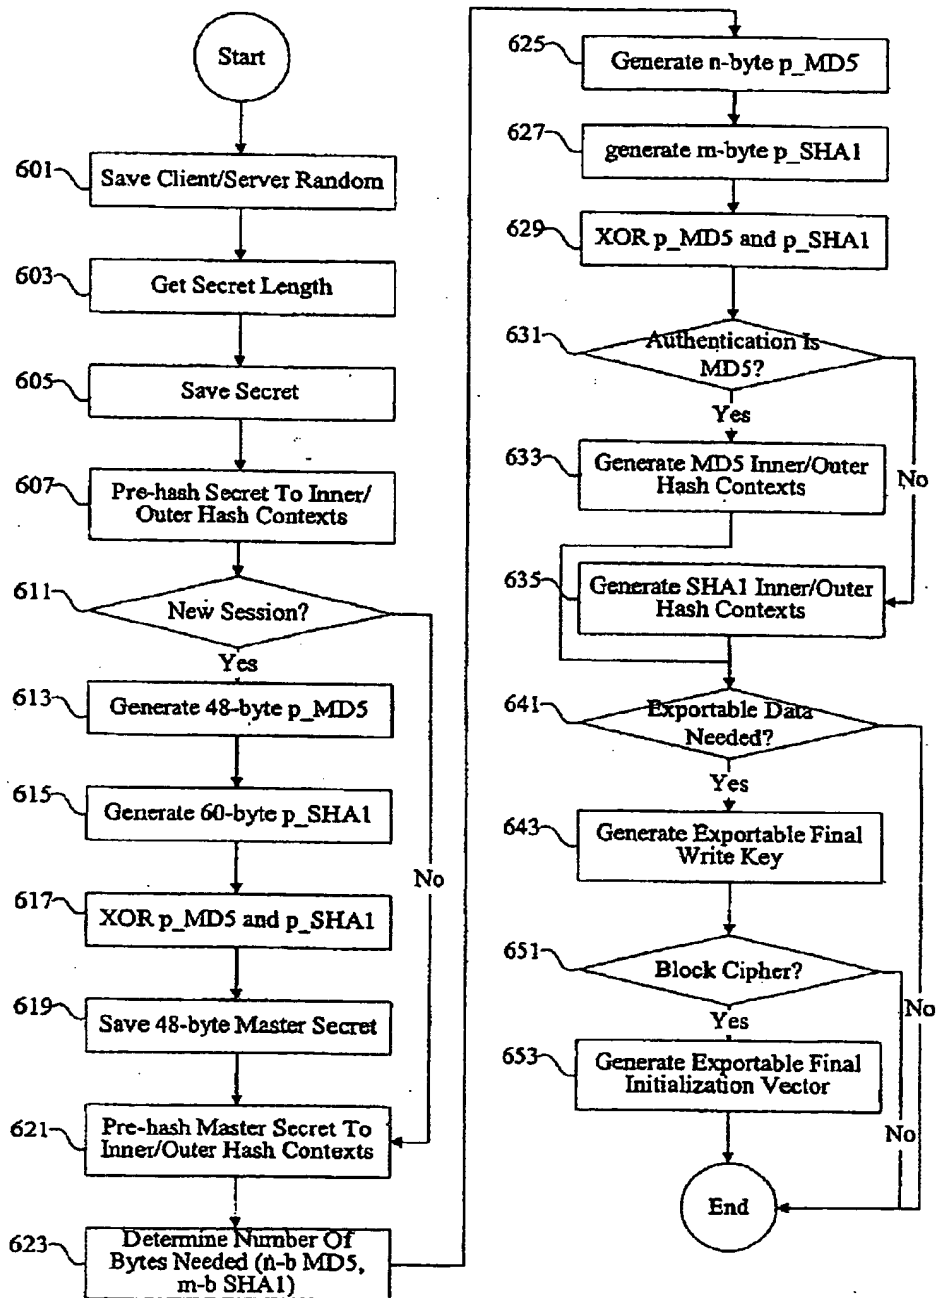 Start
601
Save Client/Server Random
603
Get Secret Length
605
Save Secret
607
Pre-hash Secret To Inner/
Outer Hash Contexts
611
New Session?
Yes
No
613
Generate 48-byte p_MD5
615
Generate 60-byte p_SHA1
617
XOR p_MD5 and p_SHA1
619
Save 48-byte Master Secret
621
Pre-hash Master Secret To
Inner/Outer Hash Contexts
623
Determine Number Of
Bytes Needed (n-b MD5,
m-b SHA1)
625
Generate n-byte p_MD5
627
generate m-byte p_SHA1
629
XOR p_MD5 and p_SHA1
631
Authentication Is
MD5?
Yes
No
633
Generate MD5 Inner/Outer
Hash Contexts
635
Generate SHA1 Inner/Outer
Hash Contexts
641
Exportable Data
Needed?
Yes
No
643
Generate Exportable Final
Write Key
651
Block Cipher?
Yes
No
653
Generate Exportable Final
Initialization Vector
End